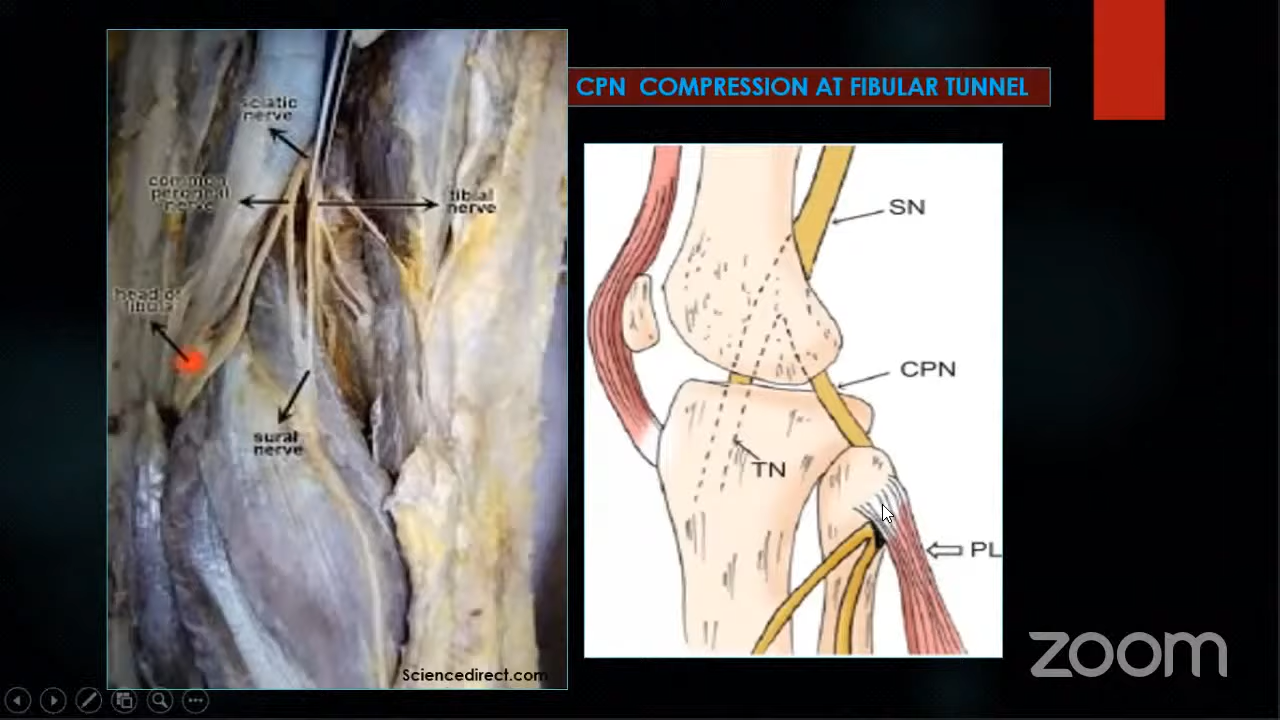 CPN COMPRESSION AT FIBULAR TUNNEL
sciatic
nerve
common
peroneal
nerve
tibial
nerve
head of
fibula
sural
nerve
Sciencedirect.com
SN
CPN
TN
PL
zoom